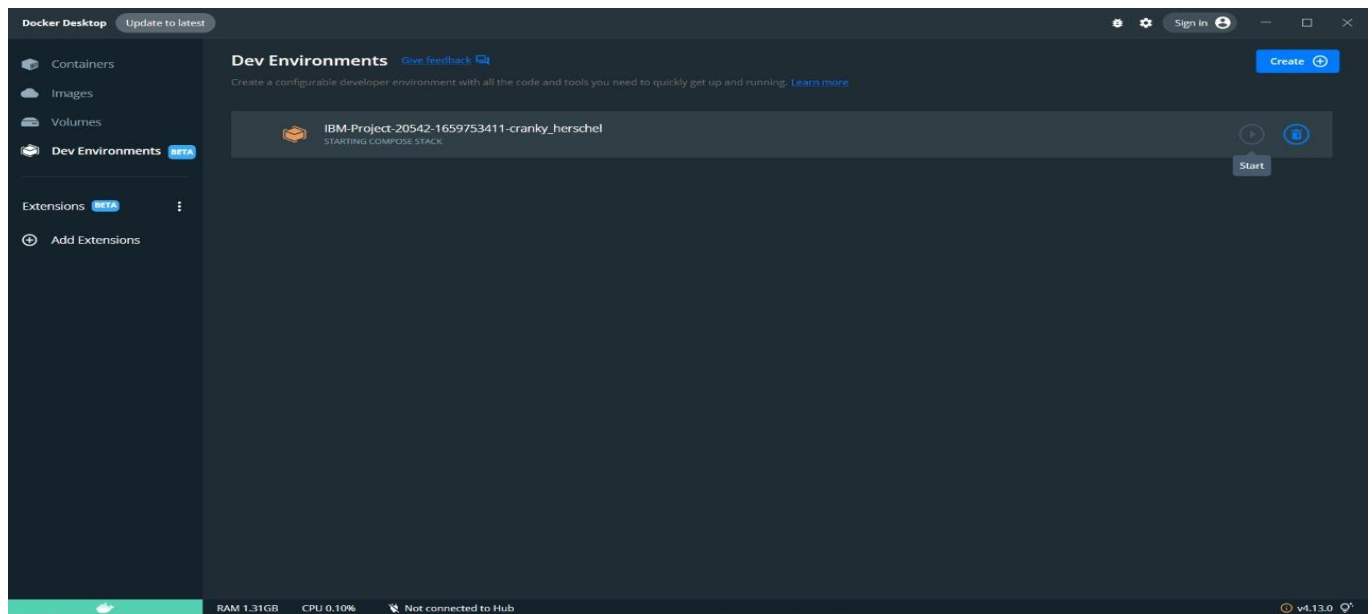 Docker Desktop Update to latest Sign in
Containers
Images
Volumes
Dev Environments BETA
Extensions BETA
Add Extensions
Dev Environments Give feedback
Create
Create a configurable developer environment with all the code and tools you need to quickly get up and running. Learn more
IBM-Project-20542-1659753411-cranky_herschel
STARTING COMPOSE STACK
Start
RAM 1.31GB CPU 0.10% Not connected to Hub v4.13.0